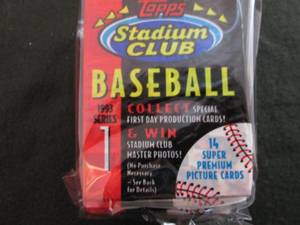 Topps
Stadium
CLUB
BASEBALL
1993
SERIES
1
COLLECT SPECIAL
FIRST DAY PRODUCTION CARDS!
& WIN
STADIUM CLUB
MASTER PHOTOS!
(No Purchase
Necessary
- See Back
for Details)
14
SUPER
PREMIUM
PICTURE CARDS